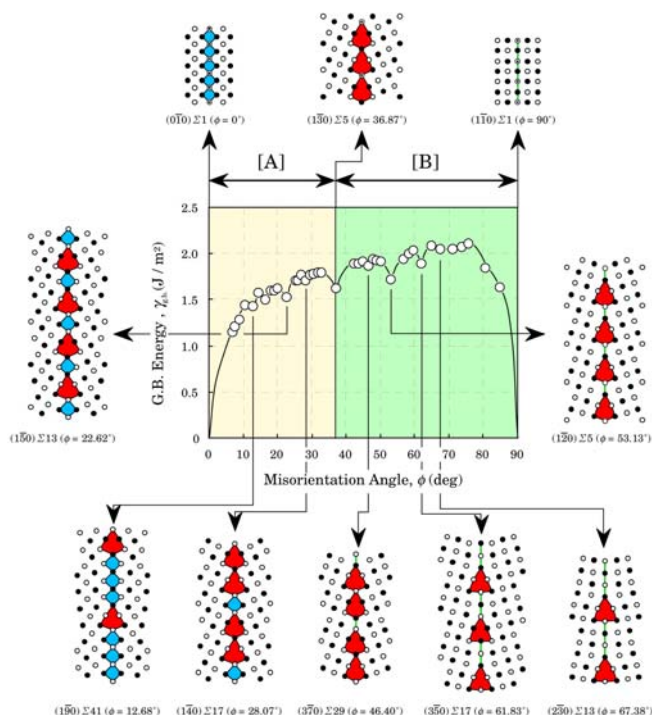 (01̅0) Σ1 (ϕ = 0°)
(13̅0) Σ5 (ϕ = 36.87°)
(11̅0) Σ1 (ϕ = 90°)
[A]
[B]
G.B. Energy , γg.b. (J / m²)
2.5
2.0
1.5
1.0
0.5
0
0 10 20 30 40 50 60 70 80 90
Misorientation Angle, ϕ (deg)
(15̅0) Σ13 (ϕ = 22.62°)
(12̅0) Σ5 (ϕ = 53.13°)
(19̅0) Σ41 (ϕ = 12.68°)
(14̅0) Σ17 (ϕ = 28.07°)
(37̅0) Σ29 (ϕ = 46.40°)
(35̅0) Σ17 (ϕ = 61.83°)
(23̅0) Σ13 (ϕ = 67.38°)